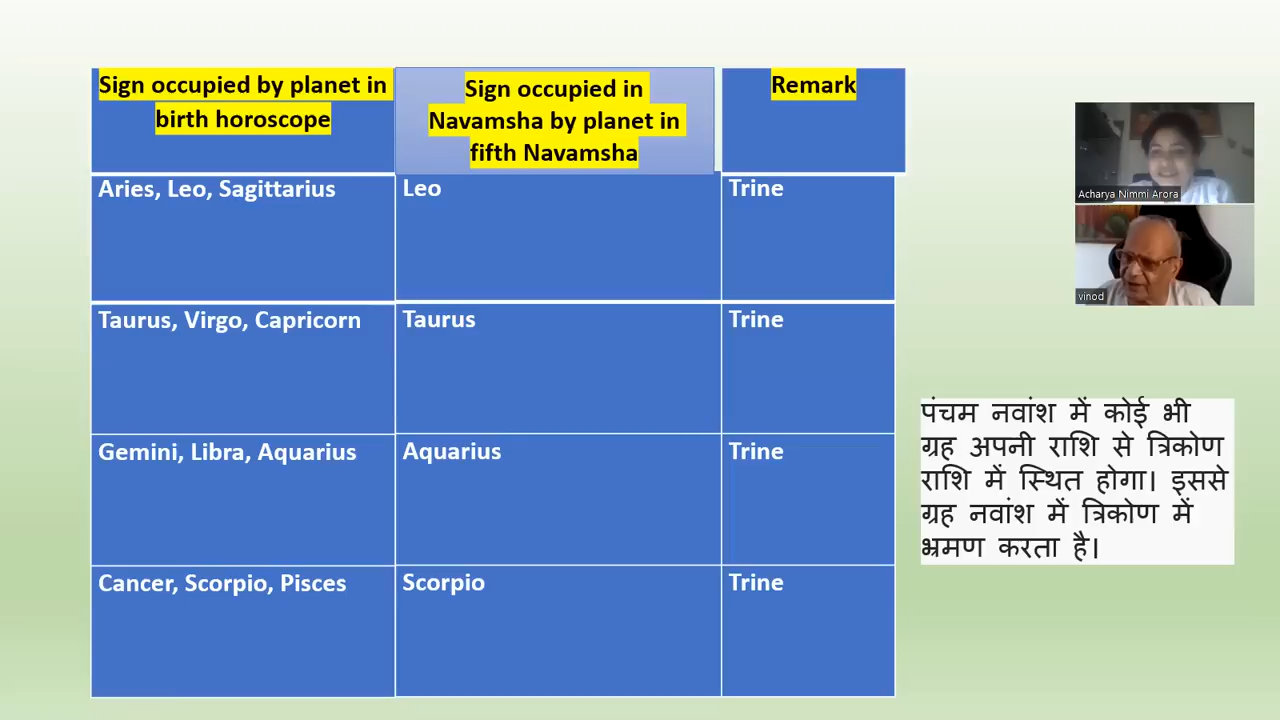 Sign occupied by planet in
birth horoscope
Sign occupied in
Navamsha by planet in
fifth Navamsha
Remark
Aries, Leo, Sagittarius
Leo
Trine
Taurus, Virgo, Capricorn
Taurus
Trine
Gemini, Libra, Aquarius
Aquarius
Trine
Cancer, Scorpio, Pisces
Scorpio
Trine
Acharya Nimmi Arora
vinod
पंचम नवांश में कोई भी
ग्रह अपनी राशि से त्रिकोण
राशि में स्थित होगा। इससे
ग्रह नवांश में त्रिकोण में
भ्रमण करता है।